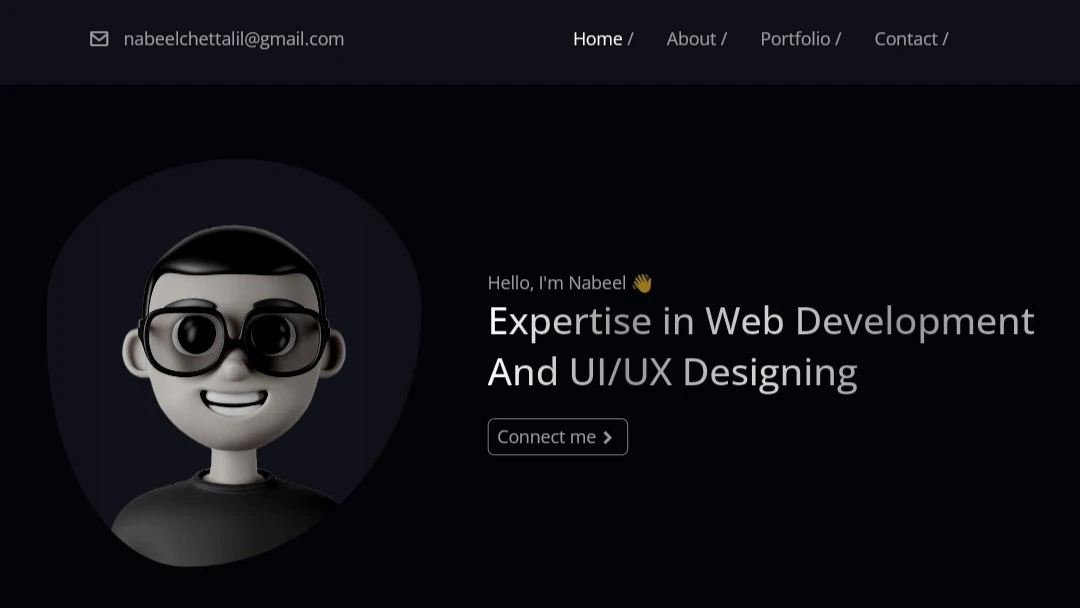 nabeelchettalil@gmail.com
Home / About / Portfolio / Contact /
Hello, I'm Nabeel 👋
Expertise in Web Development
And UI/UX Designing
Connect me